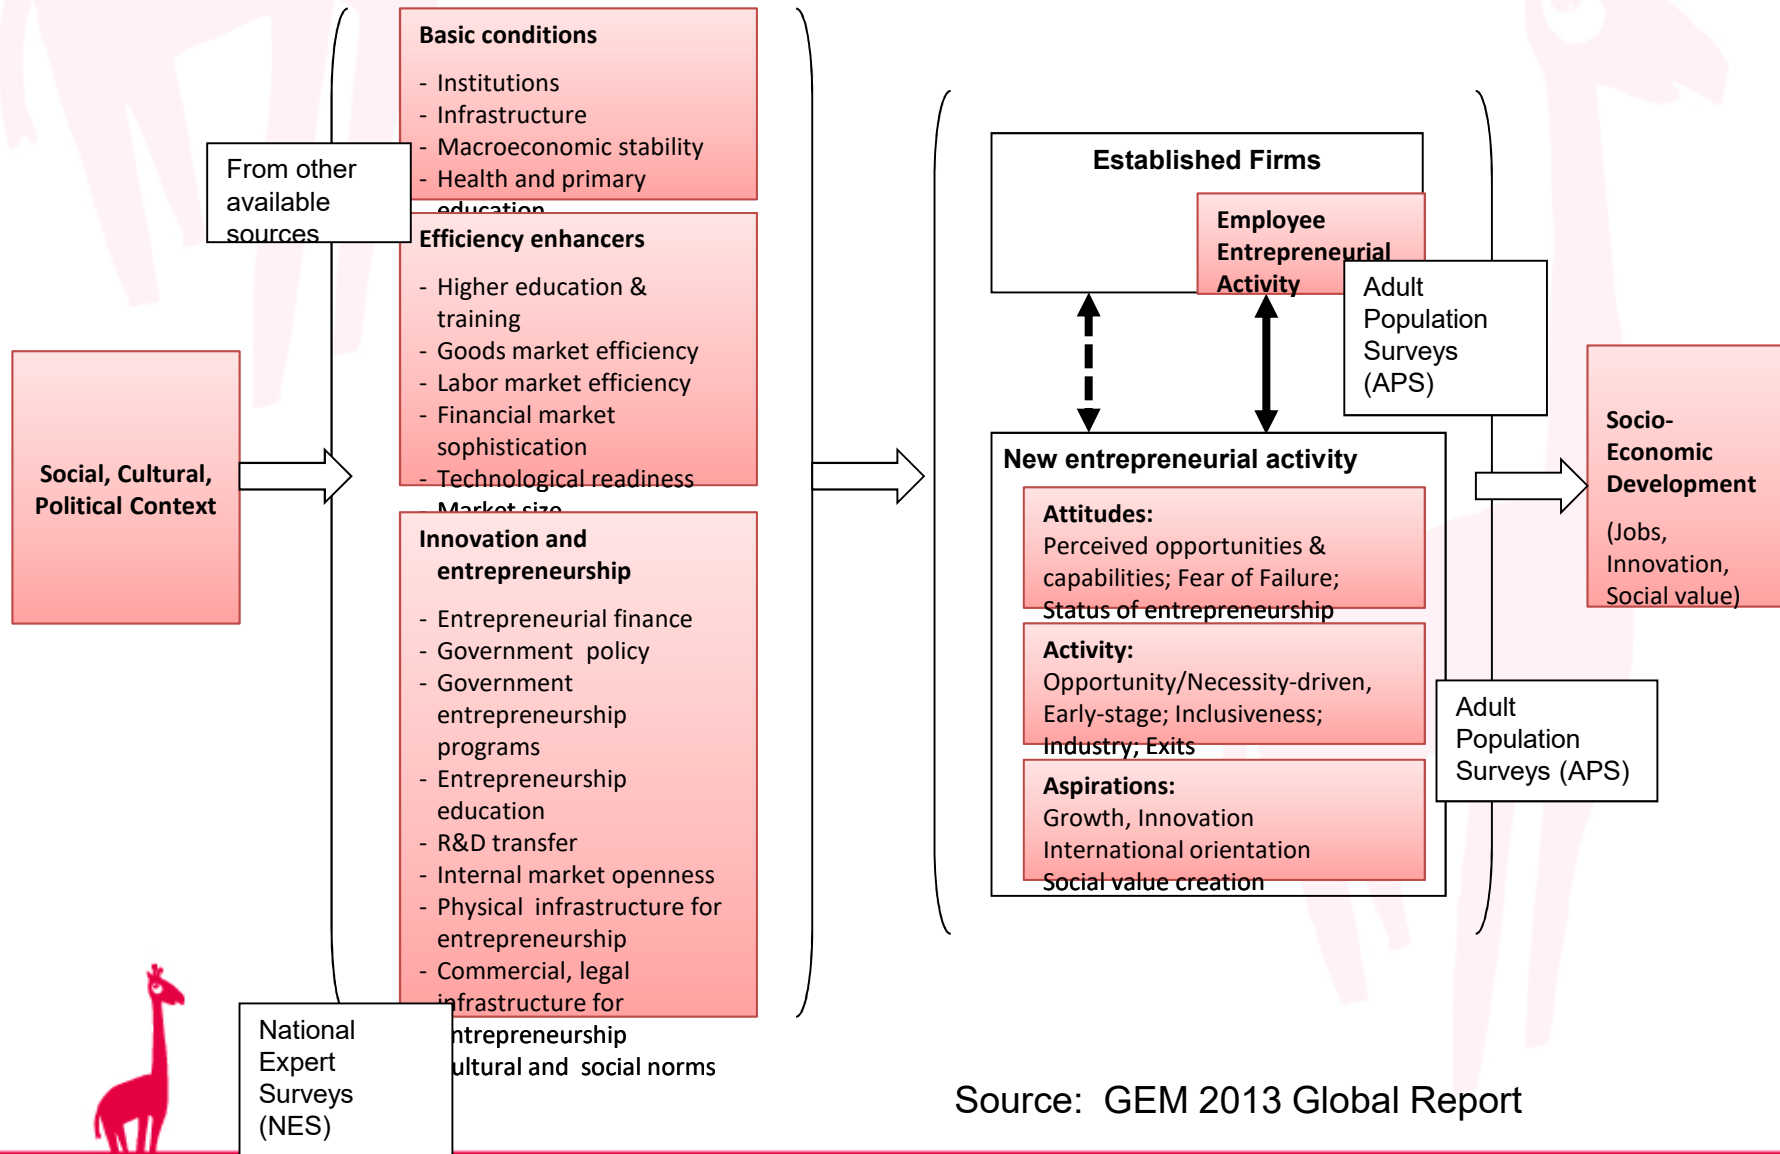 Social, Cultural,
Political Context
From other
available
sources
Basic conditions
- Institutions
- Infrastructure
- Macroeconomic stability
- Health and primary
education
Efficiency enhancers
- Higher education &
training
- Goods market efficiency
- Labor market efficiency
- Financial market
sophistication
- Technological readiness
- Market size
Innovation and
entrepreneurship
- Entrepreneurial finance
- Government policy
- Government
entrepreneurship
programs
- Entrepreneurship
education
- R&D transfer
- Internal market openness
- Physical infrastructure for
entrepreneurship
- Commercial, legal
infrastructure for
entrepreneurship
cultural and social norms
National
Expert
Surveys
(NES)
Established Firms
Employee
Entrepreneurial
Activity
Adult
Population
Surveys
(APS)
New entrepreneurial activity
Attitudes:
Perceived opportunities &
capabilities; Fear of Failure;
Status of entrepreneurship
Activity:
Opportunity/Necessity-driven,
Early-stage; Inclusiveness;
Industry; Exits
Aspirations:
Growth, Innovation
International orientation
Social value creation
Adult
Population
Surveys (APS)
Socio-
Economic
Development
(Jobs,
Innovation,
Social value)
Source: GEM 2013 Global Report